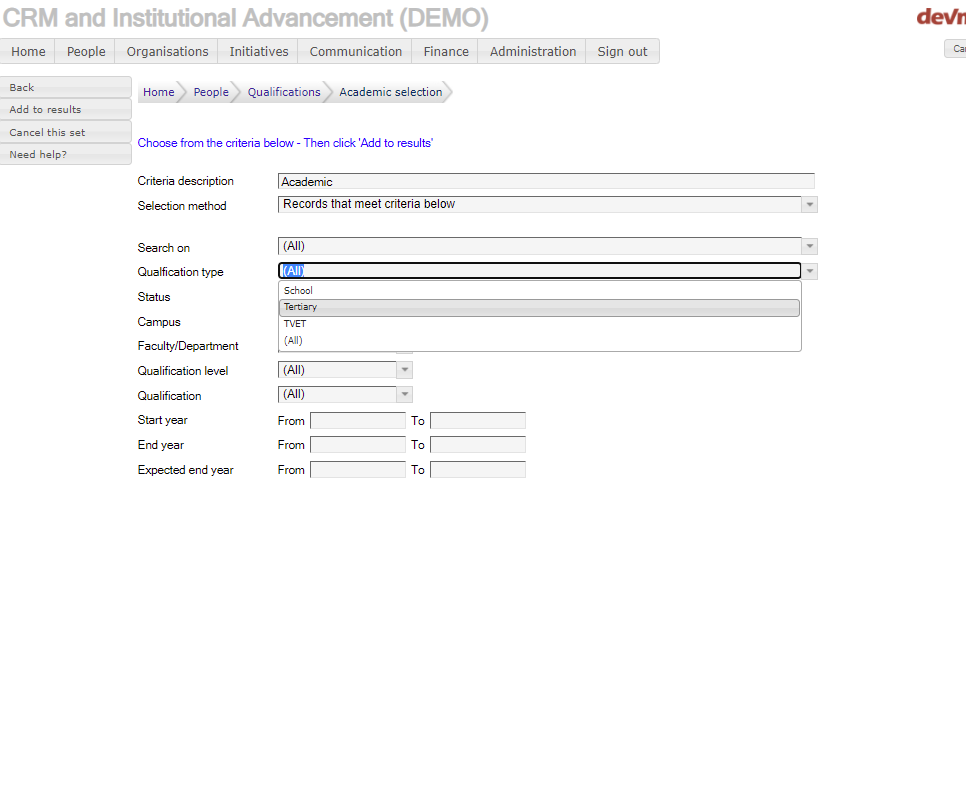 CRM and Institutional Advancement (DEMO)
Home People Organisations Initiatives Communication Finance Administration Sign out
Back
Add to results
Cancel this set
Need help?
Home People Qualifications Academic selection
Choose from the criteria below - Then click 'Add to results'
Criteria description Academic
Selection method Records that meet criteria below
Search on (All)
Qualfication type (All)
School
Tertiary
TVET
(All)
Status
Campus
Faculty/Department
Qualification level (All)
Qualification (All)
Start year From To
End year From To
Expected end year From To